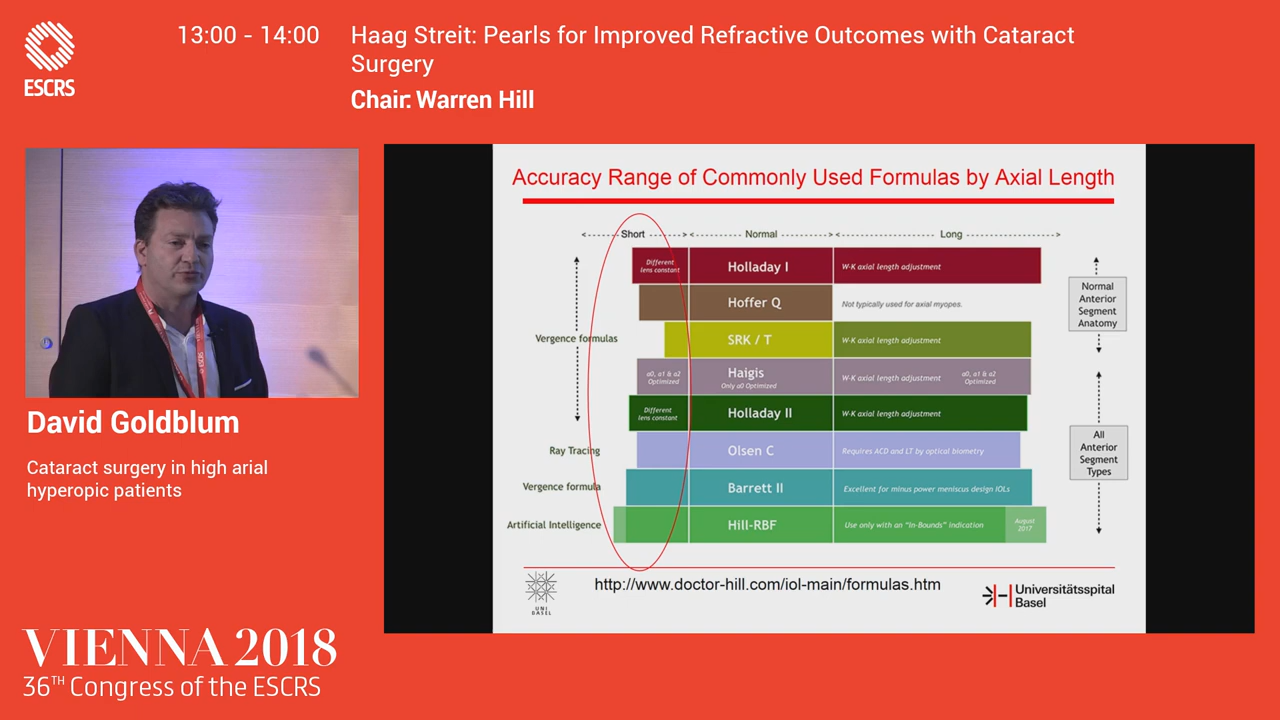 ESCRS
13:00 - 14:00
Haag Streit: Pearls for Improved Refractive Outcomes with Cataract
Surgery
Chair: Warren Hill
David Goldblum
Cataract surgery in high arial
hyperopic patients
VIENNA 2018
36TH Congress of the ESCRS
Accuracy Range of Commonly Used Formulas by Axial Length
Short Normal Long
Different
lens constant
Holladay I
W-K axial length adjustment
Hoffer Q
Not typically used for axial myopes.
Vergence formulas
SRK / T
W-K axial length adjustment
a0, a1 & a2
Optimized
Haigis
Only a0 Optimized
W-K axial length adjustment
a0, a1 & a2
Optimized
Different
lens constant
Holladay II
W-K axial length adjustment
Ray Tracing
Olsen C
Requires ACD and LT by optical biometry
Vergence formula
Barrett II
Excellent for minus power meniscus design IOLs
Artificial Intelligence
Hill-RBF
Use only with an "In-Bounds" indication
August
2017
Normal
Anterior
Segment
Anatomy
All
Anterior
Segment
Types
UNI
BASEL
http://www.doctor-hill.com/iol-main/formulas.htm
Universitätsspital
Basel